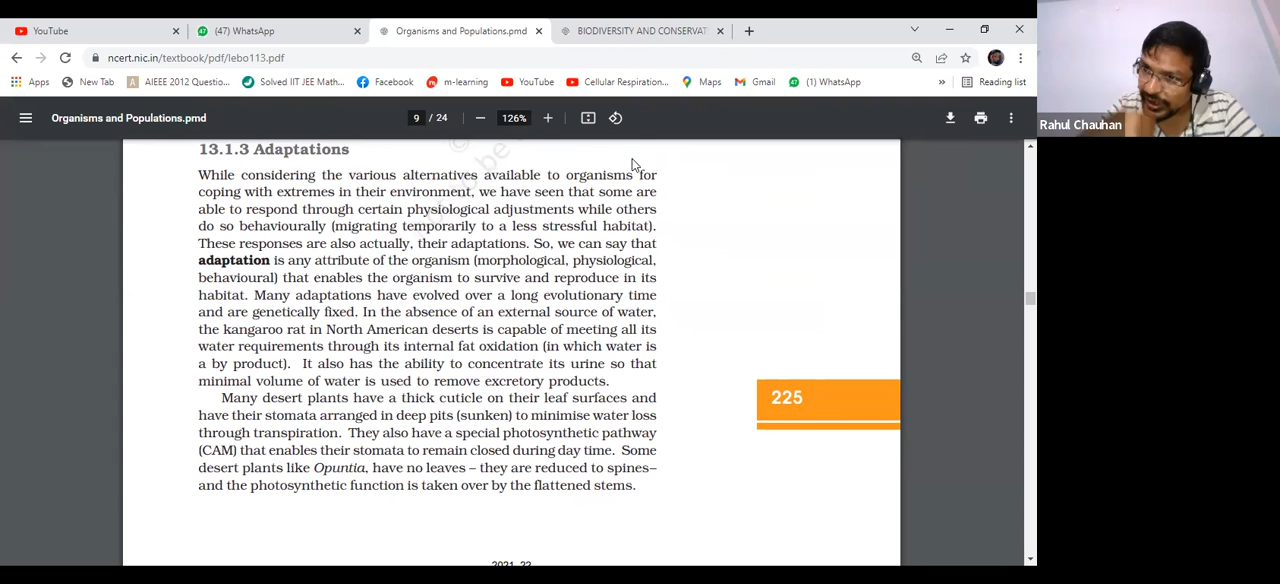 YouTube
(47) WhatsApp
Organisms and Populations.pmd
BIODIVERSITY AND CONSERVAT
ncert.nic.in/textbook/pdf/lebo113.pdf
Apps New Tab AIEEE 2012 Questio... Solved IIT JEE Math... Facebook m-learning YouTube Cellular Respiration... Maps Gmail (1) WhatsApp » Reading list
Organisms and Populations.pmd 9 / 24 126%
Rahul Chauhan
13.1.3 Adaptations
While considering the various alternatives available to organisms for
coping with extremes in their environment, we have seen that some are
able to respond through certain physiological adjustments while others
do so behaviourally (migrating temporarily to a less stressful habitat).
These responses are also actually, their adaptations. So, we can say that
adaptation is any attribute of the organism (morphological, physiological,
behavioural) that enables the organism to survive and reproduce in its
habitat. Many adaptations have evolved over a long evolutionary time
and are genetically fixed. In the absence of an external source of water,
the kangaroo rat in North American deserts is capable of meeting all its
water requirements through its internal fat oxidation (in which water is
a by product). It also has the ability to concentrate its urine so that
minimal volume of water is used to remove excretory products.
Many desert plants have a thick cuticle on their leaf surfaces and
have their stomata arranged in deep pits (sunken) to minimise water loss
through transpiration. They also have a special photosynthetic pathway
(CAM) that enables their stomata to remain closed during day time. Some
desert plants like Opuntia, have no leaves – they are reduced to spines–
and the photosynthetic function is taken over by the flattened stems.
225
2021-22